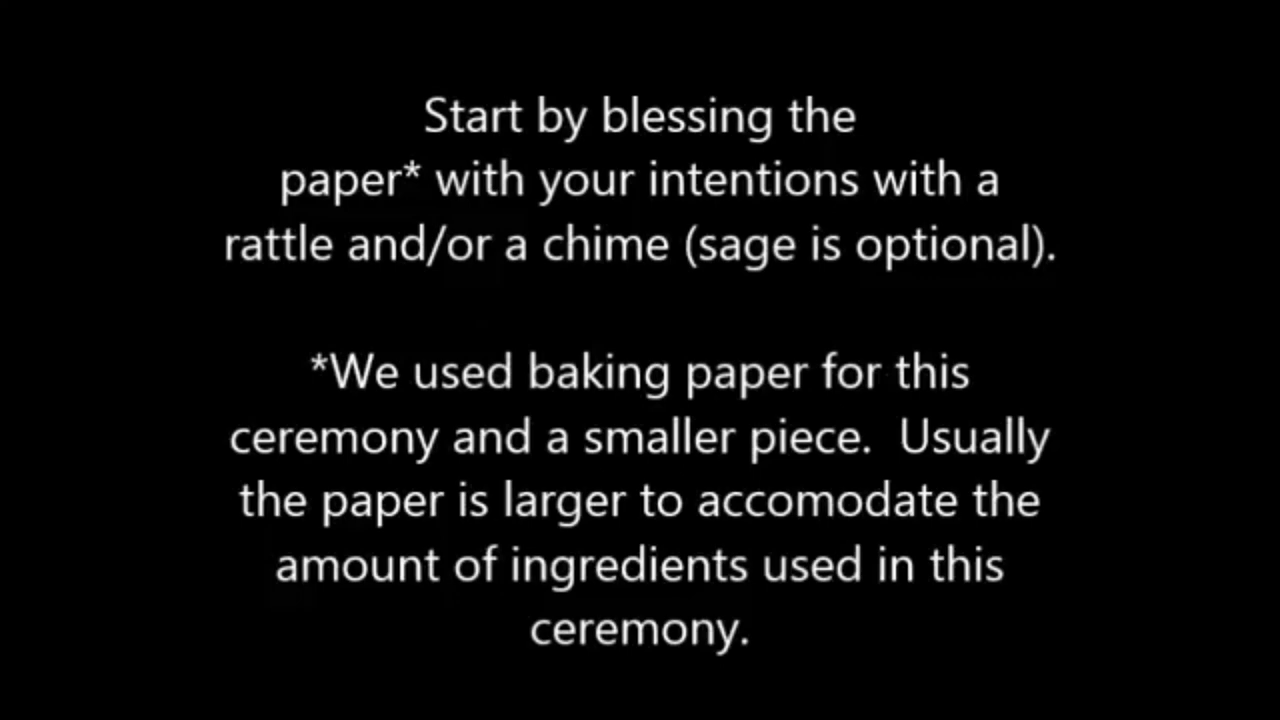 Start by blessing the
paper* with your intentions with a
rattle and/or a chime (sage is optional).
*We used baking paper for this
ceremony and a smaller piece.  Usually
the paper is larger to accomodate the
amount of ingredients used in this
ceremony.